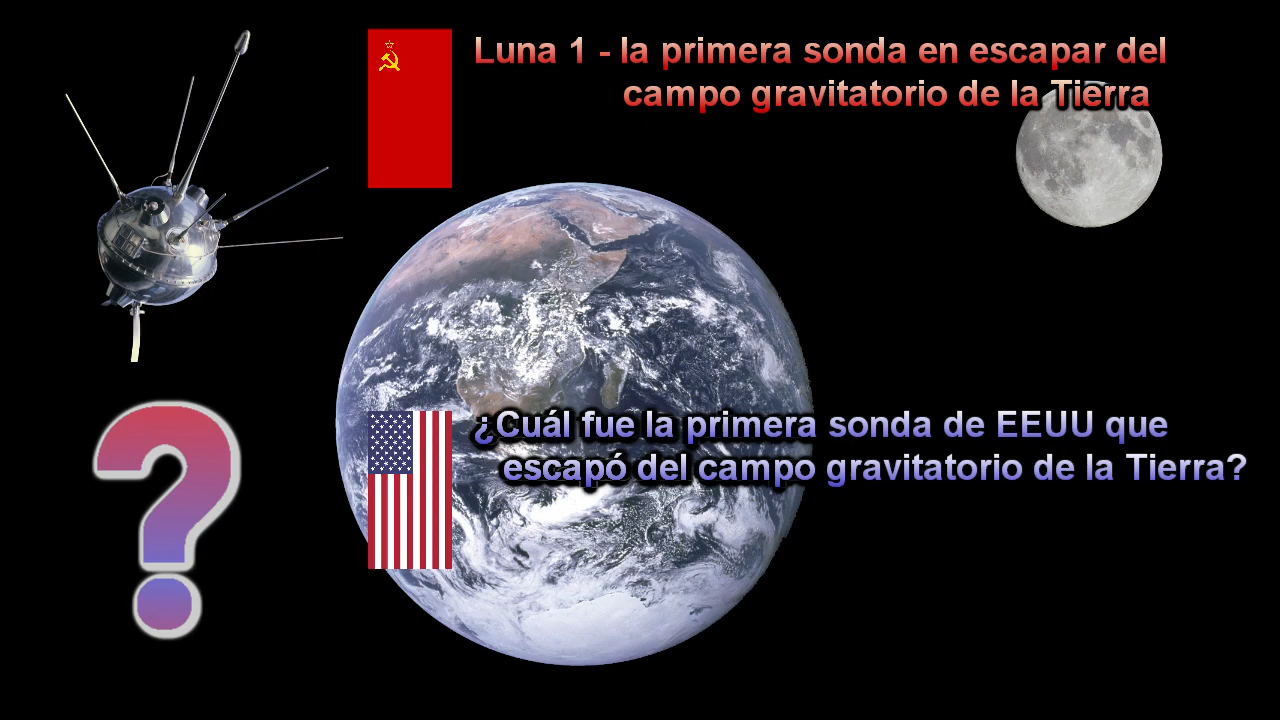 Luna 1 - la primera sonda en escapar del
campo gravitatorio de la Tierra
¿Cuál fue la primera sonda de EEUU que
escapó del campo gravitatorio de la Tierra?